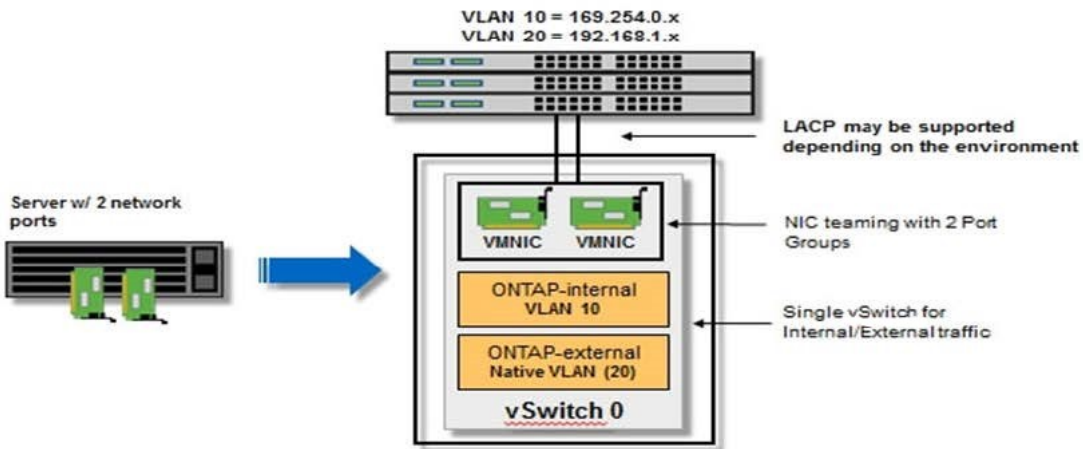 VLAN 10 = 169.254.0.x
VLAN 20 = 192.168.1.x
LACP may be supported
depending on the environment
Server w/ 2 network
ports
VMNIC VMNIC
NIC teaming with 2 Port
Groups
ONTAP-internal
VLAN 10
Single vSwitch for
Internal/External traffic
ONTAP-external
Native VLAN (20)
vSwitch 0